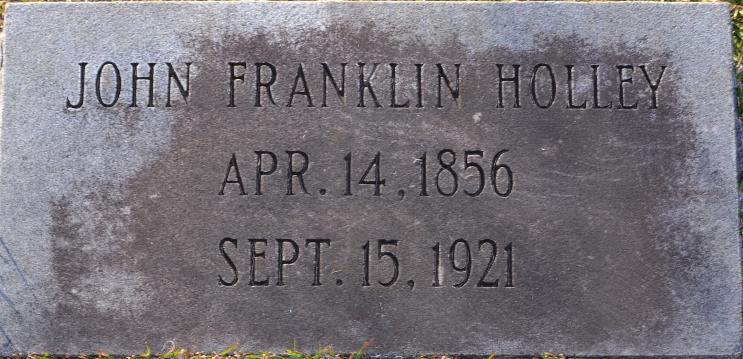 JOHN FRANKLIN HOLLEY
APR. 14, 1856
SEPT. 15, 1921